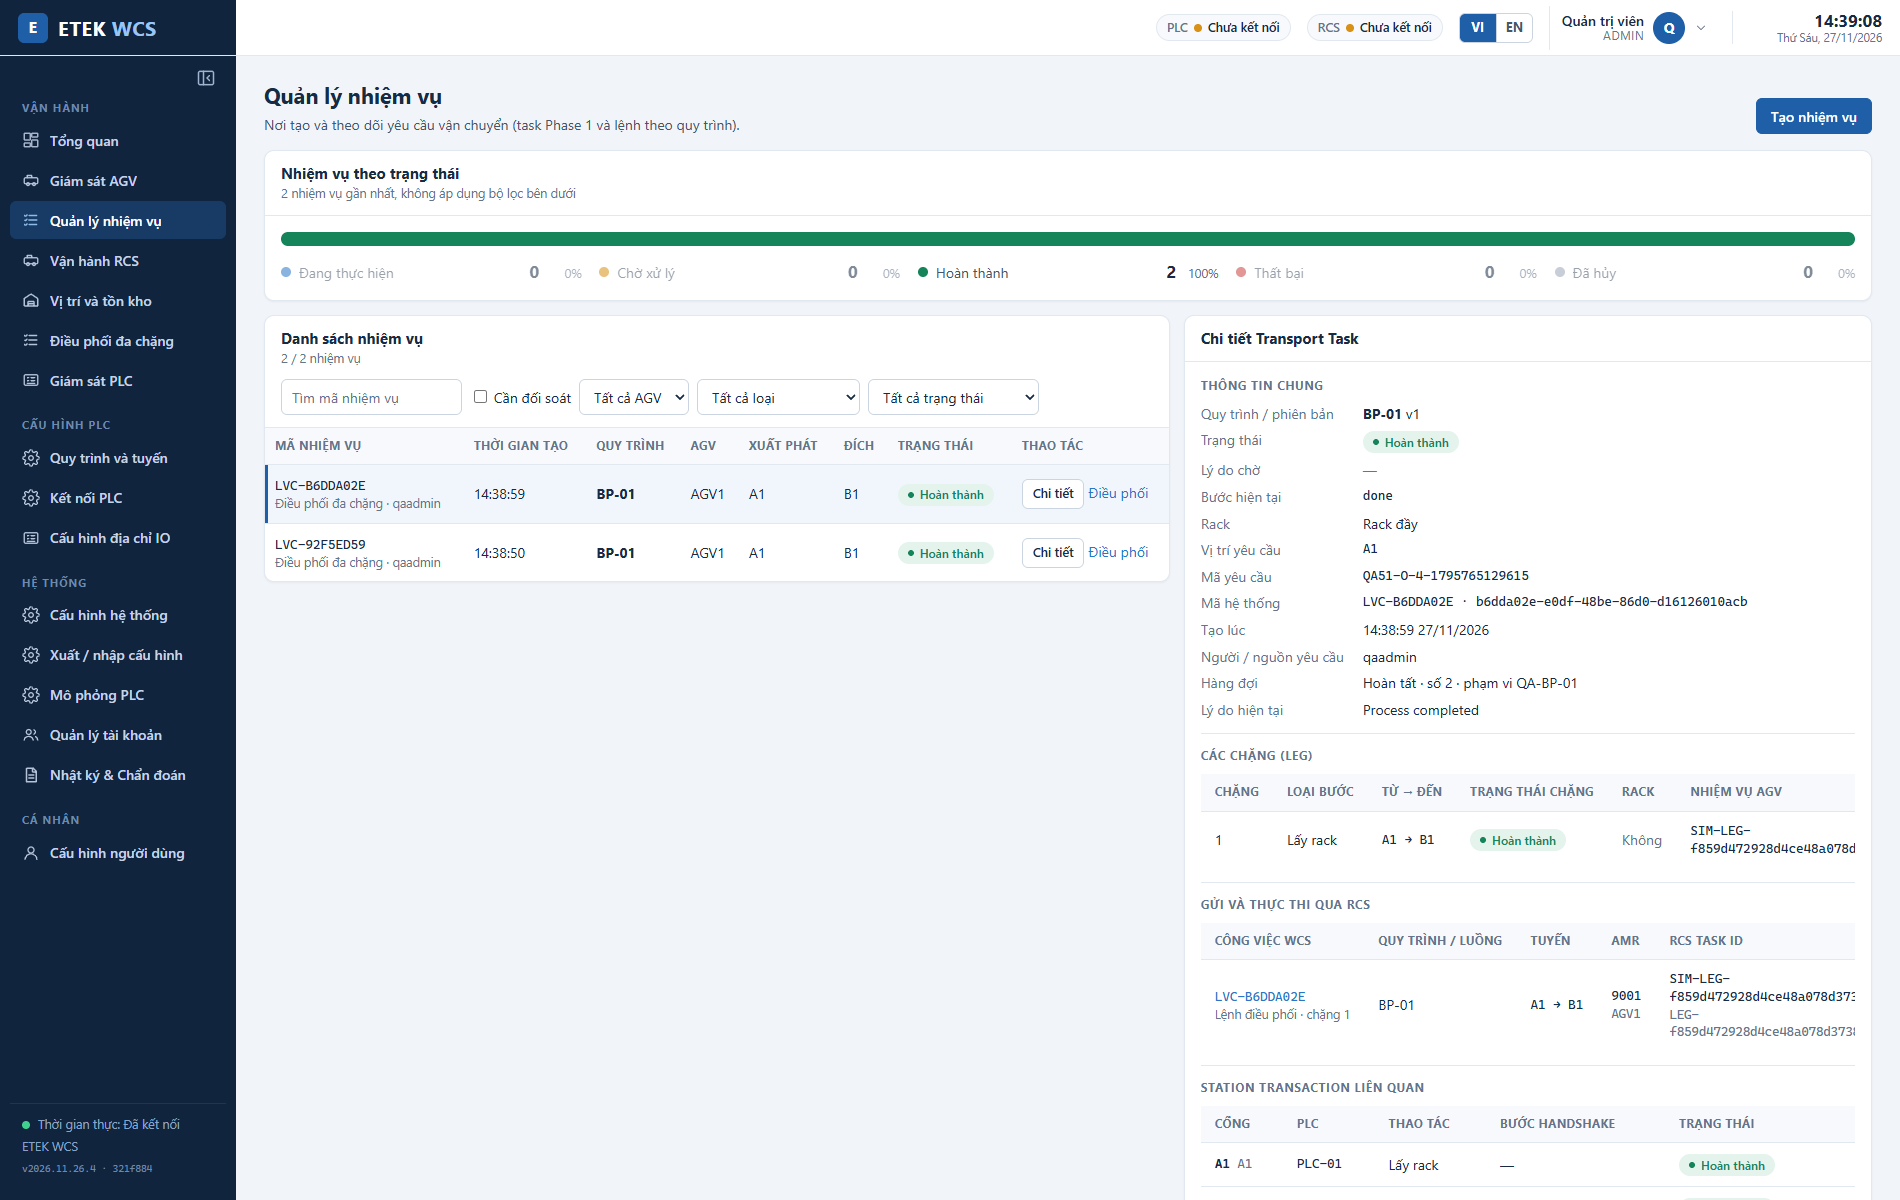 E ETEK WCS
PLC Chưa kết nối
RCS Chưa kết nối
VI EN
Quản trị viên
ADMIN
Q
14:39:08
Thứ Sáu, 27/11/2026
VẬN HÀNH
Tổng quan
Giám sát AGV
Quản lý nhiệm vụ
Vận hành RCS
Vị trí và tồn kho
Điều phối đa chặng
Giám sát PLC
CẤU HÌNH PLC
Quy trình và tuyến
Kết nối PLC
Cấu hình địa chỉ IO
HỆ THỐNG
Cấu hình hệ thống
Xuất / nhập cấu hình
Mô phỏng PLC
Quản lý tài khoản
Nhật ký & Chẩn đoán
CÁ NHÂN
Cấu hình người dùng
Thời gian thực: Đã kết nối
ETEK WCS
v2026.11.26.4 · 321f884
Quản lý nhiệm vụ
Nơi tạo và theo dõi yêu cầu vận chuyển (task Phase 1 và lệnh theo quy trình).
Tạo nhiệm vụ
Nhiệm vụ theo trạng thái
2 nhiệm vụ gần nhất, không áp dụng bộ lọc bên dưới
Đang thực hiện 0 0%
Chờ xử lý 0 0%
Hoàn thành 2 100%
Thất bại 0 0%
Đã hủy 0 0%
Danh sách nhiệm vụ
2 / 2 nhiệm vụ
Tìm mã nhiệm vụ
Cần đối soát
Tất cả AGV
Tất cả loại
Tất cả trạng thái
MÃ NHIỆM VỤ THỜI GIAN TẠO QUY TRÌNH AGV XUẤT PHÁT ĐÍCH TRẠNG THÁI THAO TÁC
LVC-B6DDA02E
Điều phối đa chặng · qaadmin
14:38:59 BP-01 AGV1 A1 B1 Hoàn thành Chi tiết Điều phối
LVC-92F5ED59
Điều phối đa chặng · qaadmin
14:38:50 BP-01 AGV1 A1 B1 Hoàn thành Chi tiết Điều phối
Chi tiết Transport Task
THÔNG TIN CHUNG
Quy trình / phiên bản BP-01 v1
Trạng thái Hoàn thành
Lý do chờ —
Bước hiện tại done
Rack Rack đầy
Vị trí yêu cầu A1
Mã yêu cầu QA51-O-4-1795765129615
Mã hệ thống LVC-B6DDA02E · b6dda02e-e0df-48be-86d0-d16126010acb
Tạo lúc 14:38:59 27/11/2026
Người / nguồn yêu cầu qaadmin
Hàng đợi Hoàn tất · số 2 · phạm vi QA-BP-01
Lý do hiện tại Process completed
CÁC CHẶNG (LEG)
CHẶNG LOẠI BƯỚC TỪ → ĐẾN TRẠNG THÁI CHẶNG RACK NHIỆM VỤ AGV
1 Lấy rack A1 → B1 Hoàn thành Không
SIM-LEG-
f859d472928d4ce48a078d
GỬI VÀ THỰC THI QUA RCS
CÔNG VIỆC WCS QUY TRÌNH / LUỒNG TUYẾN AMR RCS TASK ID
LVC-B6DDA02E
Lệnh điều phối · chặng 1
BP-01
A1 → B1
9001
AGV1
SIM-LEG-
f859d472928d4ce48a078d373
LEG-
f859d472928d4ce48a078d3738
STATION TRANSACTION LIÊN QUAN
CỔNG PLC THAO TÁC BƯỚC HANDSHAKE TRẠNG THÁI
A1 A1 PLC-01 Lấy rack — Hoàn thành